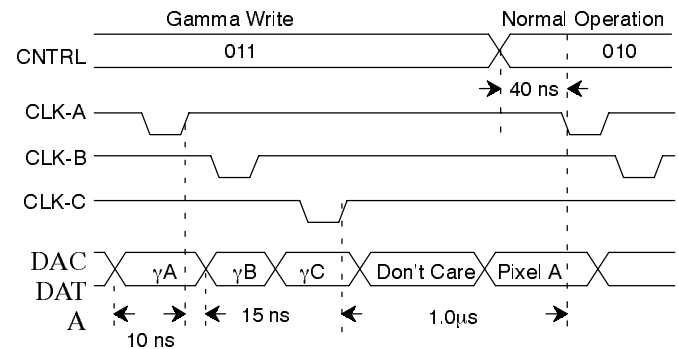 Gamma Write Normal Operation
CNTRL 011 010
40 ns
CLK-A
CLK-B
CLK-C
DAC
DAT
A
γA γB γC Don't Care Pixel A
10 ns 15 ns 1.0μs